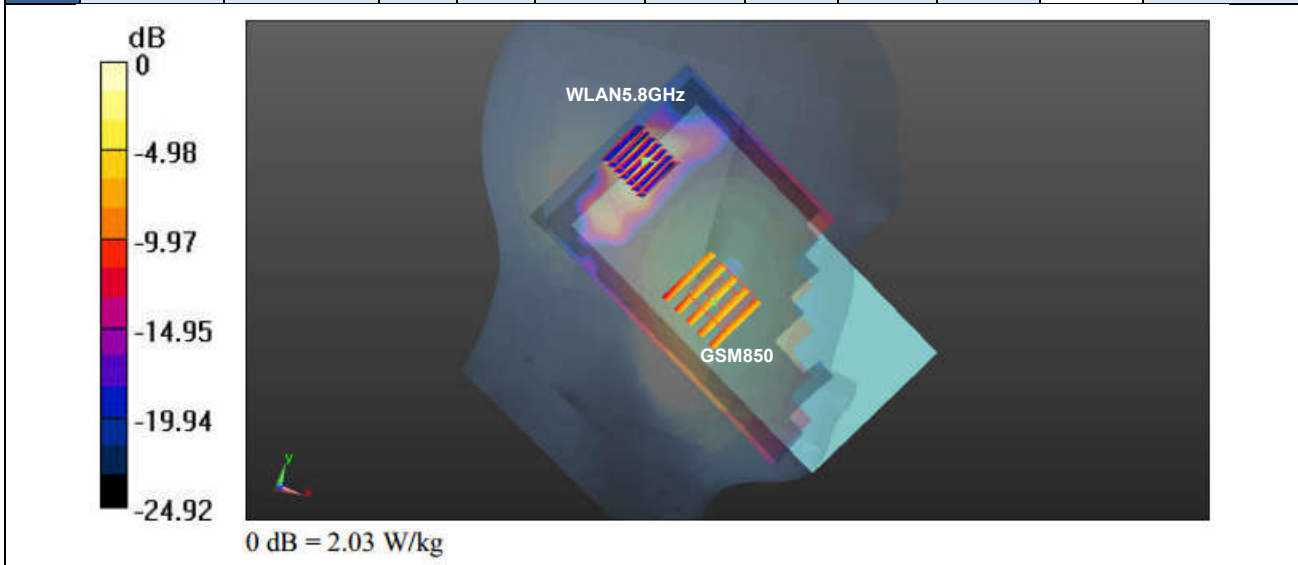 dB
0
-4.98
-9.97
-14.95
-19.94
-24.92
WLAN5.8GHz
GSM850
y
x
0 dB = 2.03 W/kg